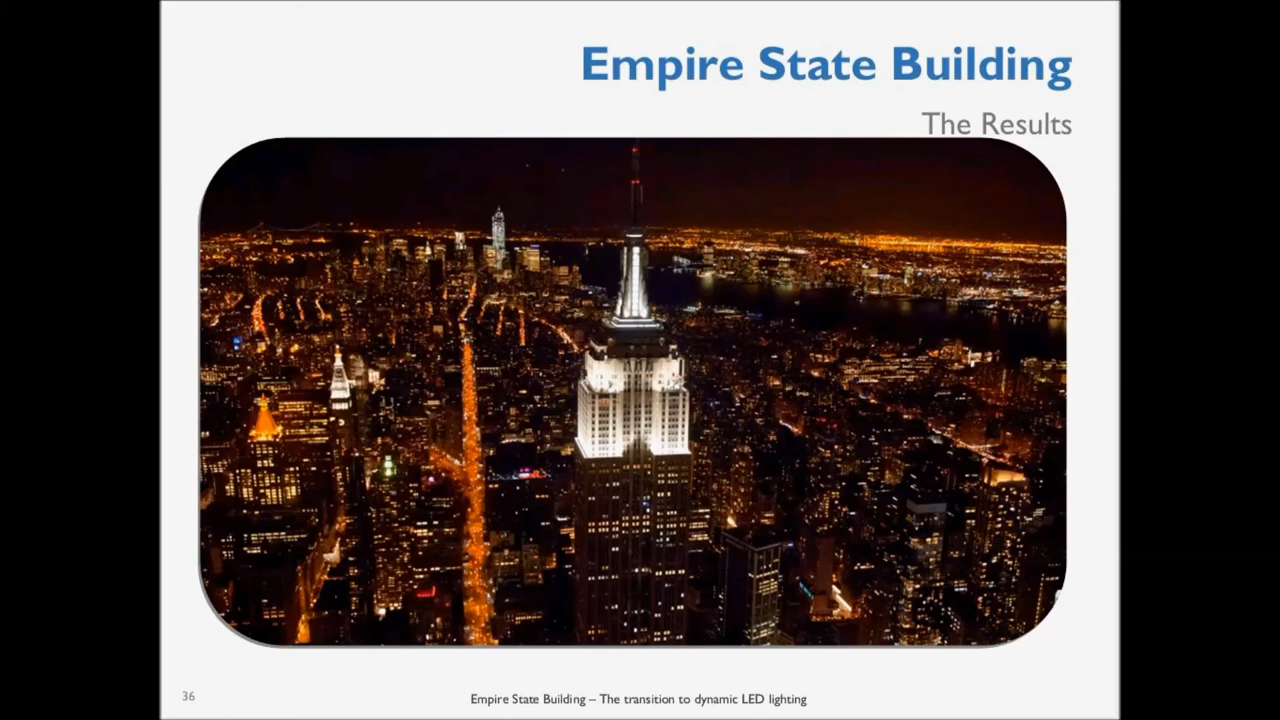 Empire State Building
The Results
36
Empire State Building – The transition to dynamic LED lighting